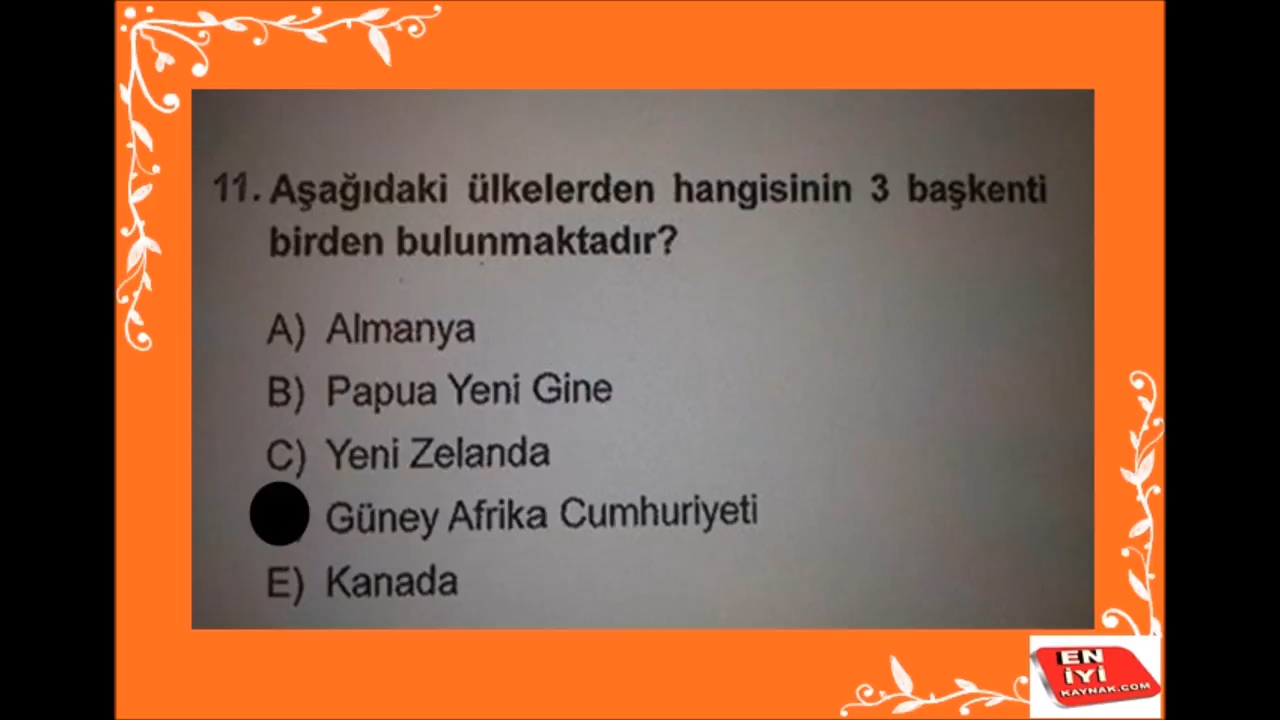 11. Aşağıdaki ülkelerden hangisinin 3 başkenti
birden bulunmaktadır?
A) Almanya
B) Papua Yeni Gine
C) Yeni Zelanda
Güney Afrika Cumhuriyeti
E) Kanada
EN
İYİ
KAYNAK.COM